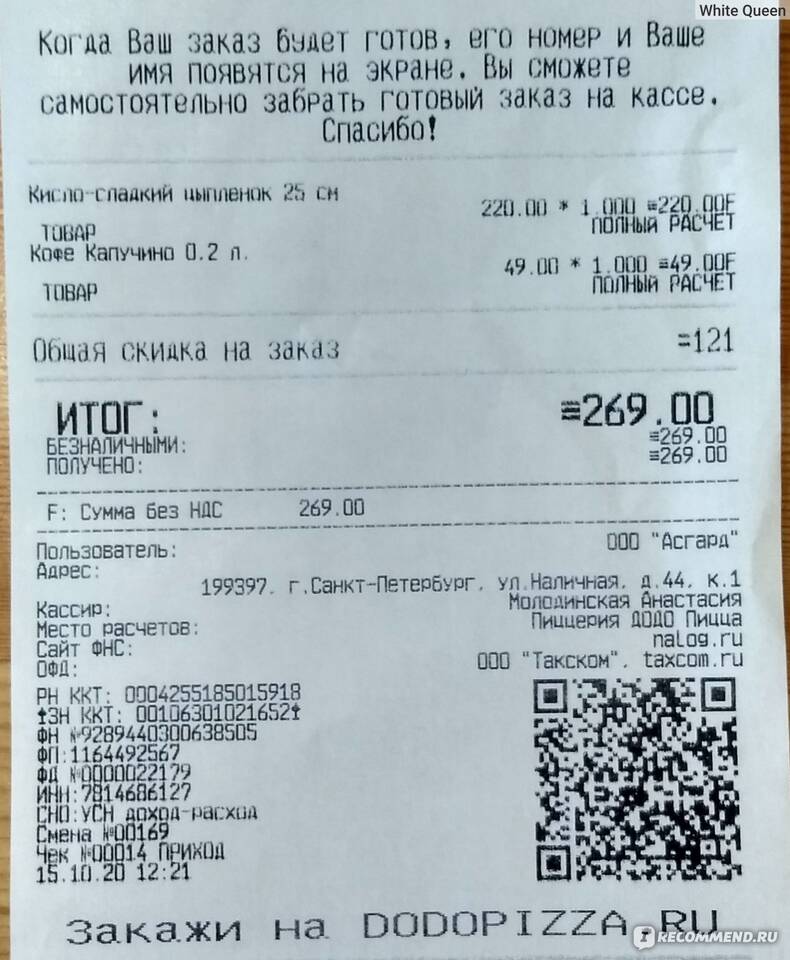 White Queen
Когда Ваш заказ будет готов, его номер и Ваше
имя появятся на экране. Вы сможете
самостоятельно забрать готовый заказ на кассе.
Спасибо!
Кисло-сладкий цыпленок 25 см
220.00 * 1.000 =220.00F
ПОЛНЫЙ РАСЧЕТ
ТОВАР
Кофе Капучино 0.2 л.
49.00 * 1.000 =49.00F
ПОЛНЫЙ РАСЧЕТ
ТОВАР
Общая скидка на заказ =121
ИТОГ: =269.00
БЕЗНАЛИЧНЫМИ: =269.00
ПОЛУЧЕНО: =269.00
F: Сумма без НДС 269.00
Пользователь: ООО "Асгард"
Адрес:
199397, г.Санкт-Петербург, ул.Наличная, д.44, к.1
Кассир: Молодинская Анастасия
Место расчетов: Пиццерия ДОДО Пицца
Сайт ФНС: nalog.ru
ОФД: ООО "Такском", taxcom.ru
РН ККТ: 0004255185015918
ЗН ККТ: 00106301021652
ФН №9289440300638505
ФП:1164492567
ФД №0000022179
ИНН:7814686127
СНО:УСН доход-расход
Смена №00169
Чек №00014 ПРИХОД
15.10.20 12:21
Закажи на DODOPIZZA.RU
IRECOMMEND.RU